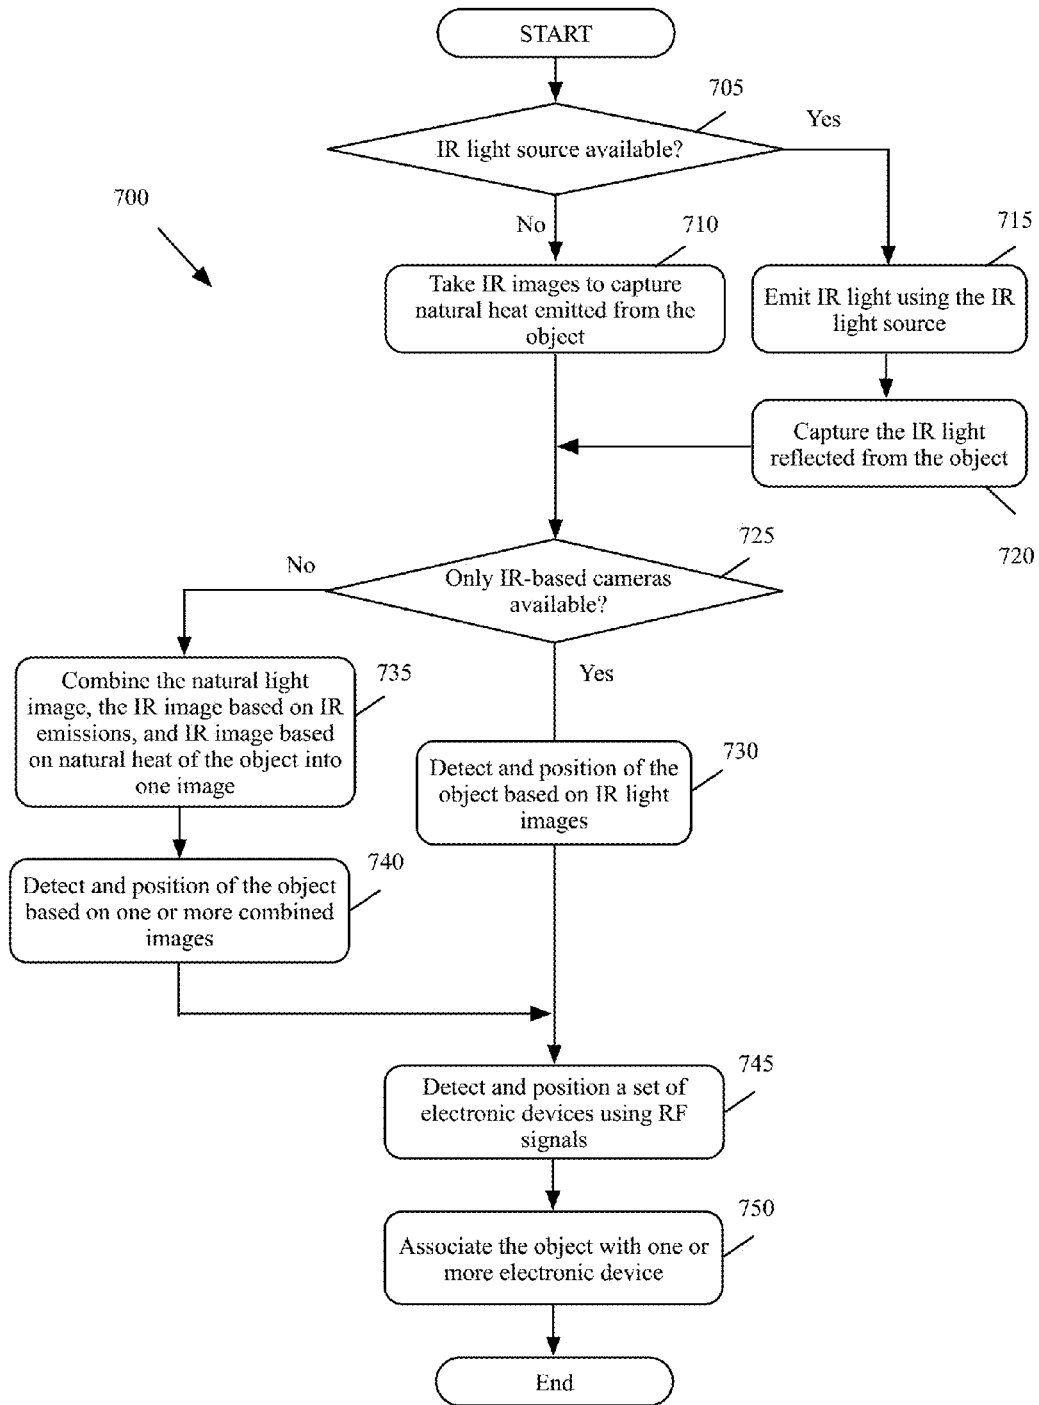 START
705
Yes
IR light source available?
700
No
710
715
Take IR images to capture
natural heat emitted from the
object
Emit IR light using the IR
light source
Capture the IR light
reflected from the object
720
725
No
Only IR-based cameras
available?
Yes
735
Combine the natural light
image, the IR image based on IR
emissions, and IR image based
on natural heat of the object into
one image
730
Detect and position of the
object based on IR light
images
740
Detect and position of the object
based on one or more combined
images
745
Detect and position a set of
electronic devices using RF
signals
750
Associate the object with one or
more electronic device
End